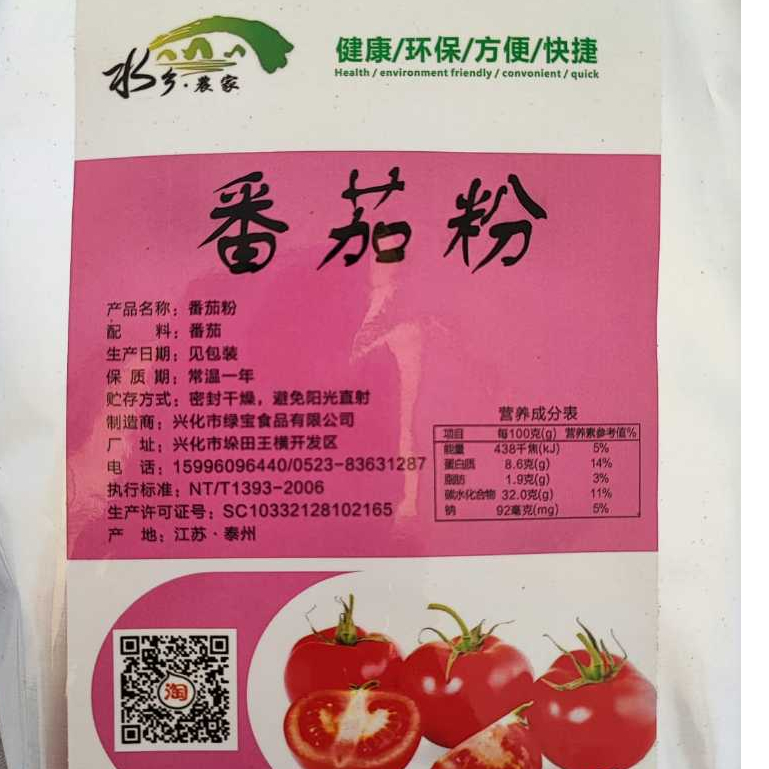 水乡·农家
健康/环保/方便/快捷
Health / environment friendly / convonient / quick
番茄粉
产品名称：番茄粉
配 料：番茄
生产日期：见包装
保 质 期：常温一年
贮存方式：密封干燥，避免阳光直射
制造商：兴化市绿宝食品有限公司
厂 址：兴化市垛田王横开发区
电 话：15996096440/0523-83631287
执行标准：NT/T1393-2006
生产许可证号：SC10332128102165
产 地：江苏·泰州
营养成分表
项目 每100克(g) 营养素参考值%
能量 438千焦(kJ) 5%
蛋白质 8.6克(g) 14%
脂肪 1.9克(g) 3%
碳水化合物 32.0克(g) 11%
钠 92毫克(mg) 5%
淘